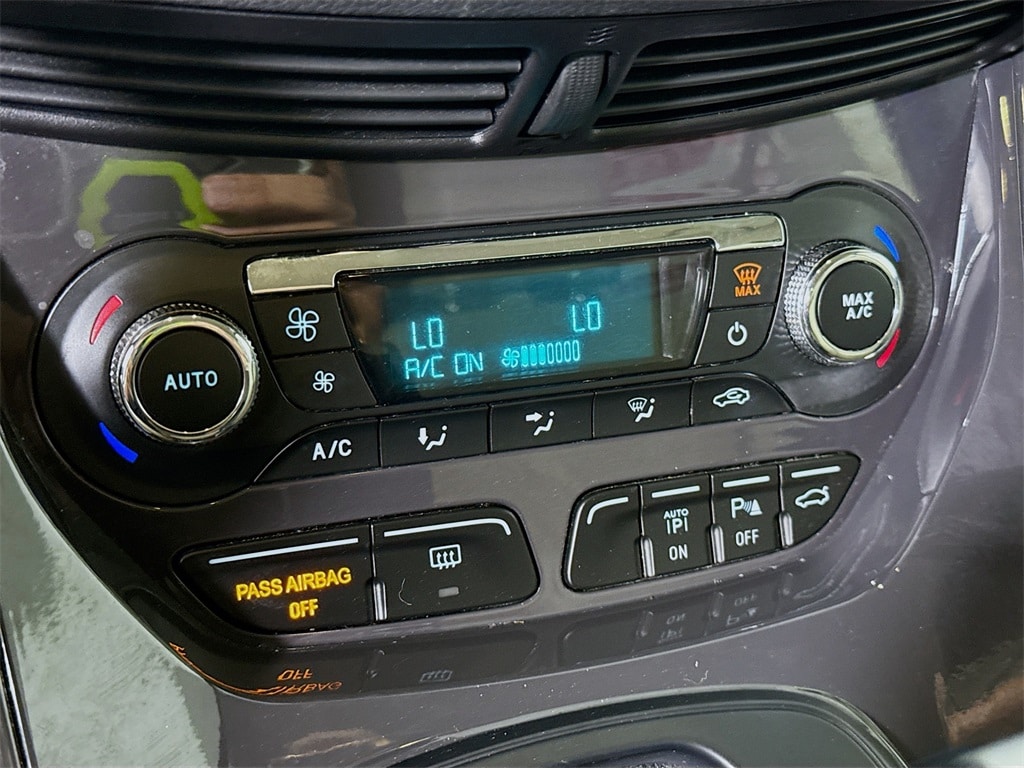 MAX
LO LO
A/C ON
AUTO
MAX
A/C
A/C
AUTO
P
ON
P
OFF
PASS AIRBAG
OFF